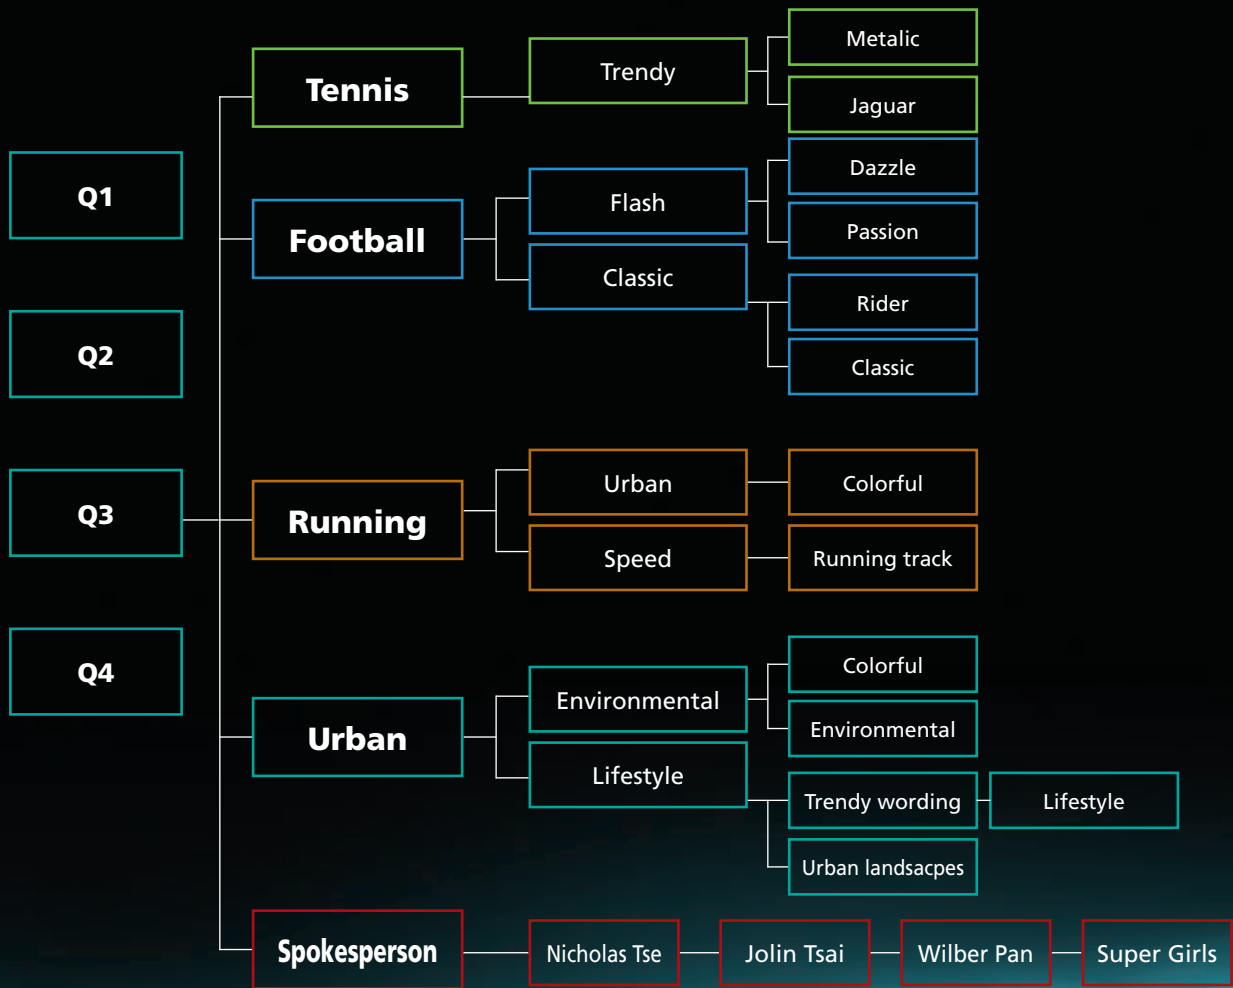 Q1
Q2
Q3
Q4
Tennis
Trendy
Metalic
Jaguar
Football
Flash
Dazzle
Passion
Classic
Rider
Classic
Running
Urban
Colorful
Speed
Running track
Urban
Environmental
Colorful
Environmental
Lifestyle
Trendy wording
Lifestyle
Urban landsacpes
Spokesperson
Nicholas Tse
Jolin Tsai
Wilber Pan
Super Girls